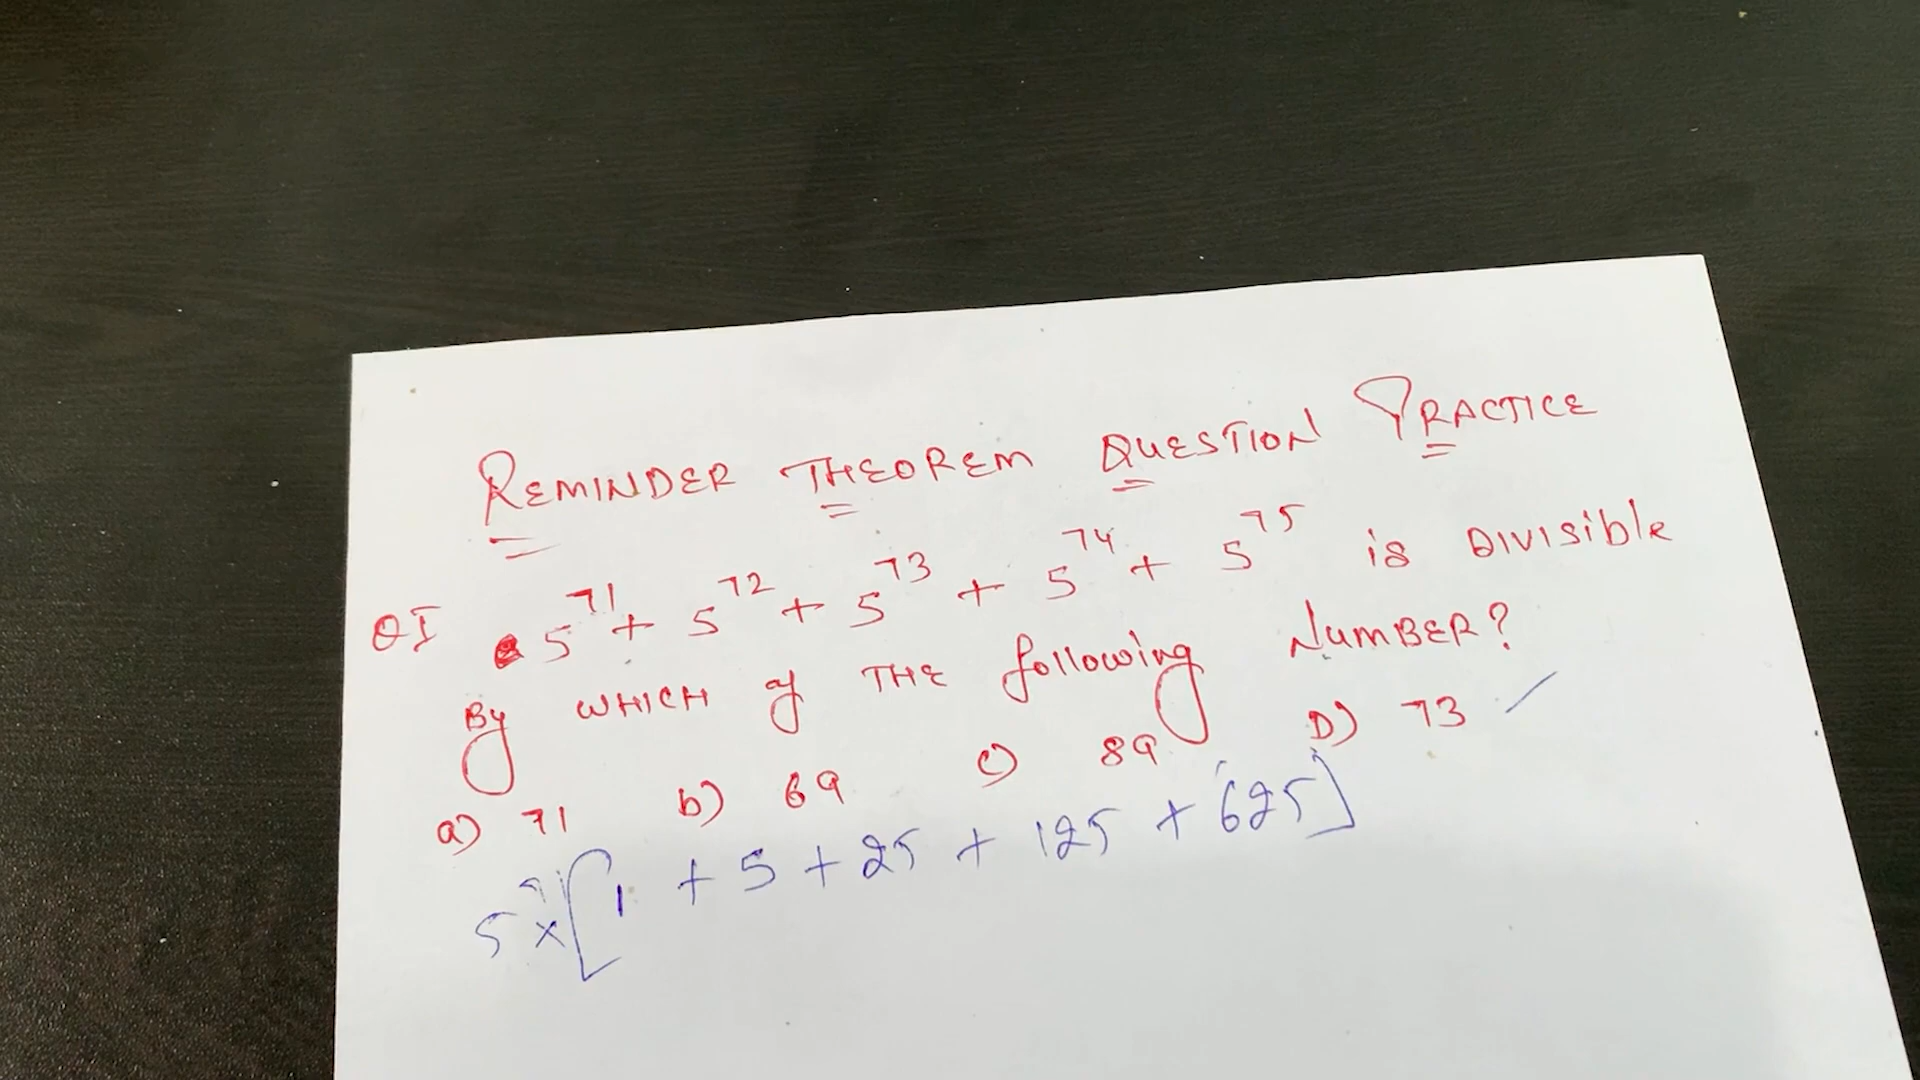 REMINDER THEOREM QUESTION PRACTICE
Q1 5^71 + 5^72 + 5^73 + 5^74 + 5^75 is DIVISIBLE
By WHICH of THE following NUMBER?
a) 71 b) 69 c) 89 D) 73 ✓
5^71 × [1 + 5 + 25 + 125 + 625]